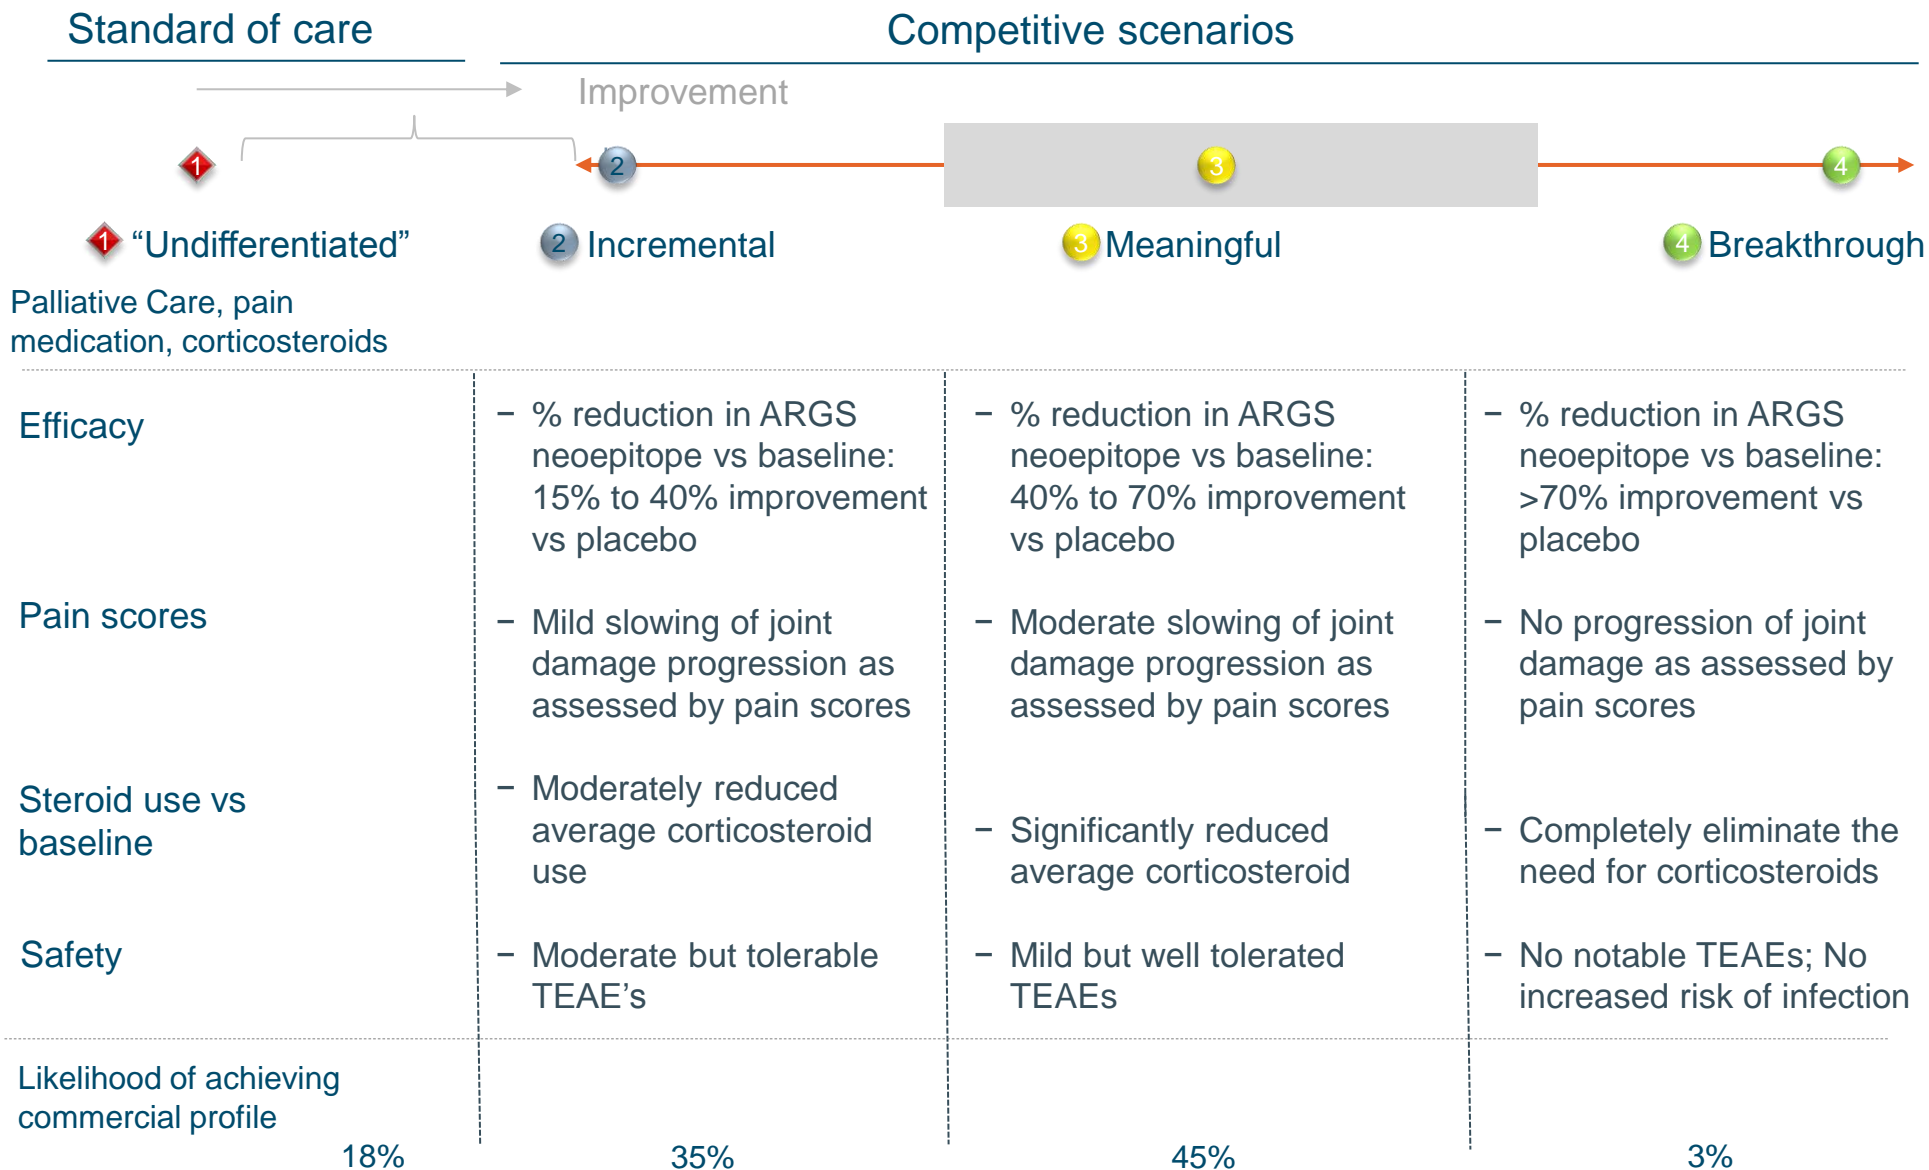 Standard of care
Competitive scenarios
Improvement
1
2
3
4
1 “Undifferentiated”
2 Incremental
3 Meaningful
4 Breakthrough
Palliative Care, pain
medication, corticosteroids
Efficacy
− % reduction in ARGS
neoepitope vs baseline:
15% to 40% improvement
vs placebo
− % reduction in ARGS
neoepitope vs baseline:
40% to 70% improvement
vs placebo
− % reduction in ARGS
neoepitope vs baseline:
>70% improvement vs
placebo
Pain scores
− Mild slowing of joint
damage progression as
assessed by pain scores
− Moderate slowing of joint
damage progression as
assessed by pain scores
− No progression of joint
damage as assessed by
pain scores
Steroid use vs
baseline
− Moderately reduced
average corticosteroid
use
− Significantly reduced
average corticosteroid
− Completely eliminate the
need for corticosteroids
Safety
− Moderate but tolerable
TEAE’s
− Mild but well tolerated
TEAEs
− No notable TEAEs; No
increased risk of infection
Likelihood of achieving
commercial profile
18%
35%
45%
3%